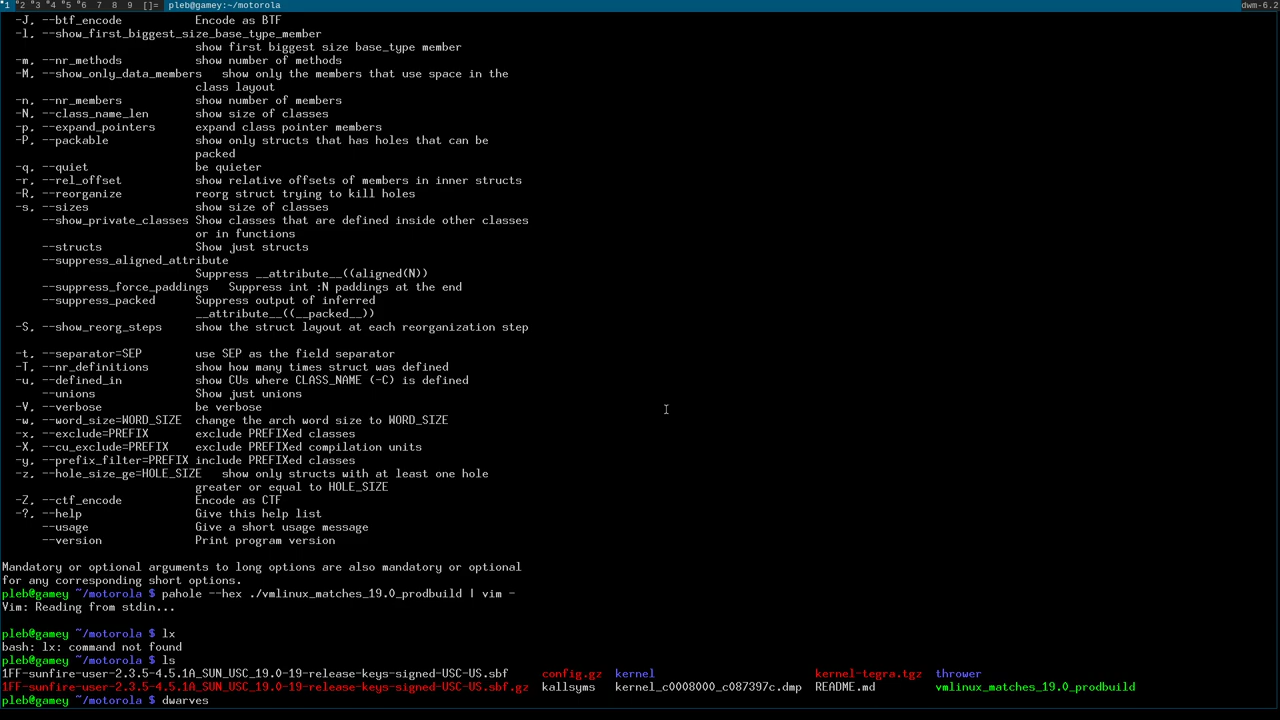 1 2 3 4 5 6 7 8 9 []= pleb@gamey:~/motorola dwm-6.2
-J, --btf_encode Encode as BTF
-l, --show_first_biggest_size_base_type_member
show first biggest size base_type member
-m, --nr_methods show number of methods
-M, --show_only_data_members show only the members that use space in the
class layout
-n, --nr_members show number of members
-N, --class_name_len show size of classes
-p, --expand_pointers expand class pointer members
-P, --packable show only structs that has holes that can be
packed
-q, --quiet be quieter
-r, --rel_offset show relative offsets of members in inner structs
-R, --reorganize reorg struct trying to kill holes
-s, --sizes show size of classes
--show_private_classes Show classes that are defined inside other classes
or in functions
--structs Show just structs
--suppress_aligned_attribute
Suppress __attribute__((aligned(N))
--suppress_force_paddings Suppress int :N paddings at the end
--suppress_packed Suppress output of inferred
__attribute__((__packed__))
-S, --show_reorg_steps show the struct layout at each reorganization step
-t, --separator=SEP use SEP as the field separator
-T, --nr_definitions show how many times struct was defined
-u, --defined_in show CUs where CLASS_NAME (-C) is defined
--unions Show just unions
-V, --verbose be verbose
-w, --word_size=WORD_SIZE change the arch word size to WORD_SIZE
-x, --exclude=PREFIX exclude PREFIXed classes
-X, --cu_exclude=PREFIX exclude PREFIXed compilation units
-y, --prefix_filter=PREFIX include PREFIXed classes
-z, --hole_size_ge=HOLE_SIZE show only structs with at least one hole
greater or equal to HOLE_SIZE
-Z, --ctf_encode Encode as CTF
-?, --help Give this help list
--usage Give a short usage message
--version Print program version
Mandatory or optional arguments to long options are also mandatory or optional
for any corresponding short options.
pleb@gamey ~/motorola $ pahole --hex ./vmlinux_matches_19.0_prodbuild | vim -
Vim: Reading from stdin...
pleb@gamey ~/motorola $ lx
bash: lx: command not found
pleb@gamey ~/motorola $ ls
1FF-sunfire-user-2.3.5-4.5.1A_SUN_USC_19.0-19-release-keys-signed-USC-US.sbf config.gz kernel kernel-tegra.tgz thrower
1FF-sunfire-user-2.3.5-4.5.1A_SUN_USC_19.0-19-release-keys-signed-USC-US.sbf.gz kallsyms kernel_c0008000_c087397c.dmp README.md vmlinux_matches_19.0_prodbuild
pleb@gamey ~/motorola $ dwarves